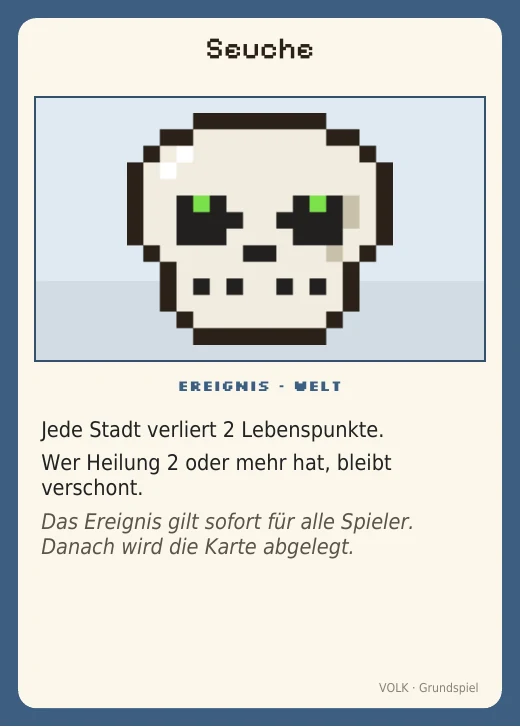 Seuche
EREIGNIS - WELT
Jede Stadt verliert 2 Lebenspunkte.
Wer Heilung 2 oder mehr hat, bleibt
verschont.
Das Ereignis gilt sofort für alle Spieler.
Danach wird die Karte abgelegt.
VOLK · Grundspiel